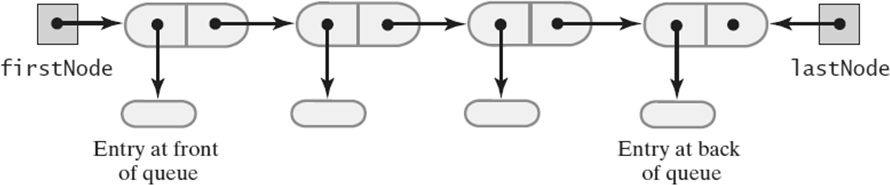 firstNode
lastNode
Entry at front
of queue
Entry at back
of queue